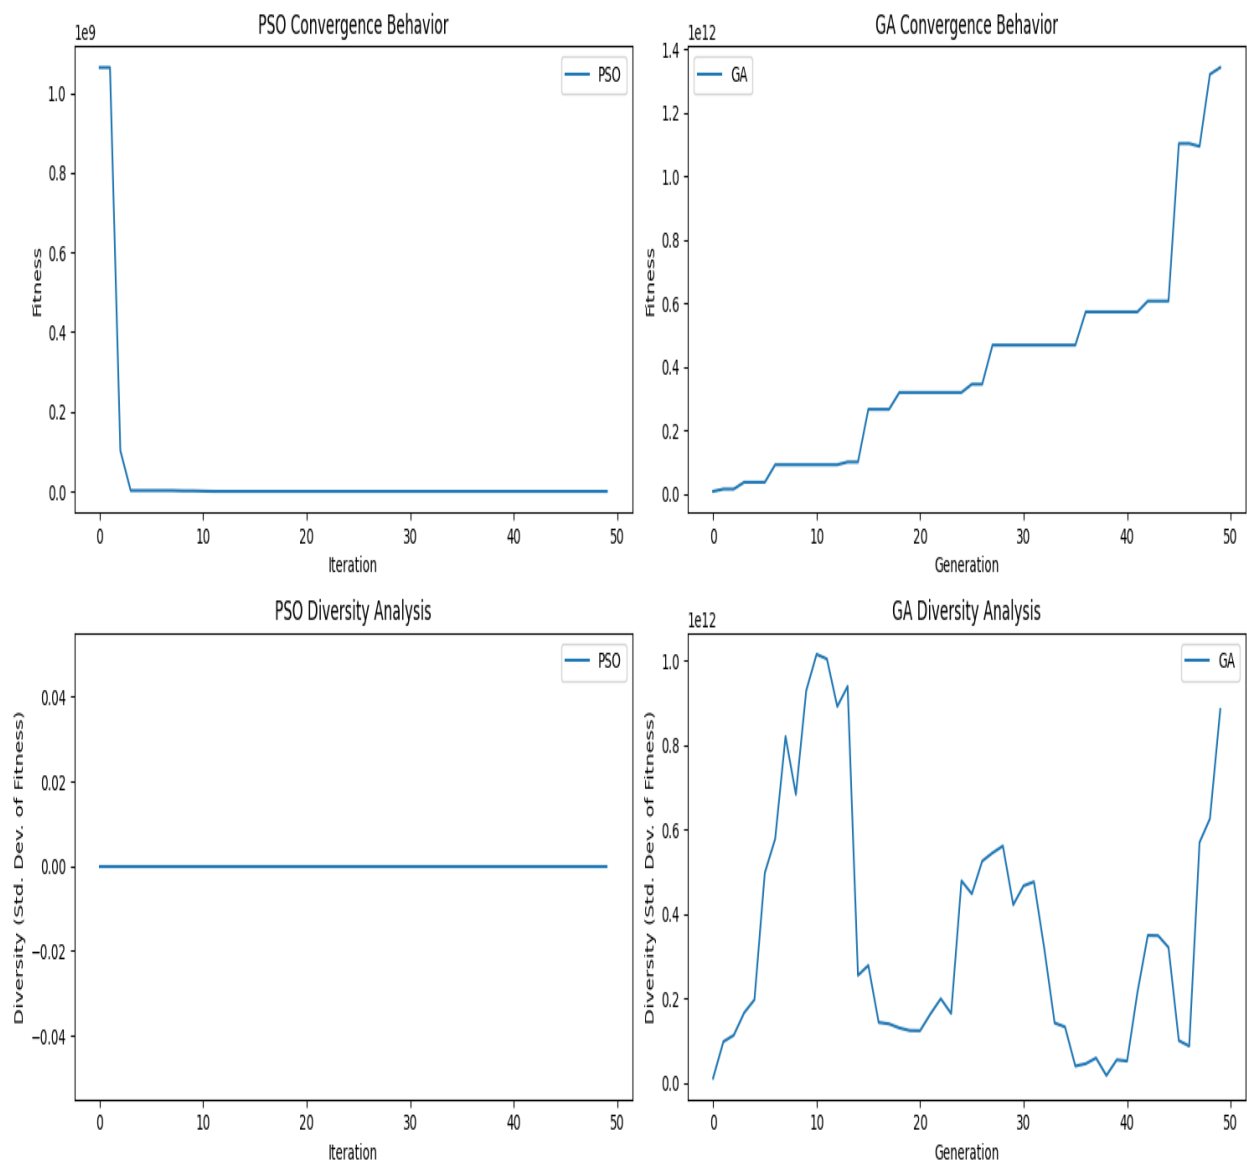 PSO Convergence Behavior
1e9
PSO
1.0
0.8
0.6
0.4
0.2
0.0
Fitness
0 10 20 30 40 50
Iteration
GA Convergence Behavior
1e12
GA
1.4
1.2
1.0
0.8
0.6
0.4
0.2
0.0
Fitness
0 10 20 30 40 50
Generation
PSO Diversity Analysis
PSO
0.04
0.02
0.00
−0.02
−0.04
Diversity (Std. Dev. of Fitness)
0 10 20 30 40 50
Iteration
GA Diversity Analysis
1e12
GA
1.0
0.8
0.6
0.4
0.2
0.0
Diversity (Std. Dev. of Fitness)
0 10 20 30 40 50
Generation